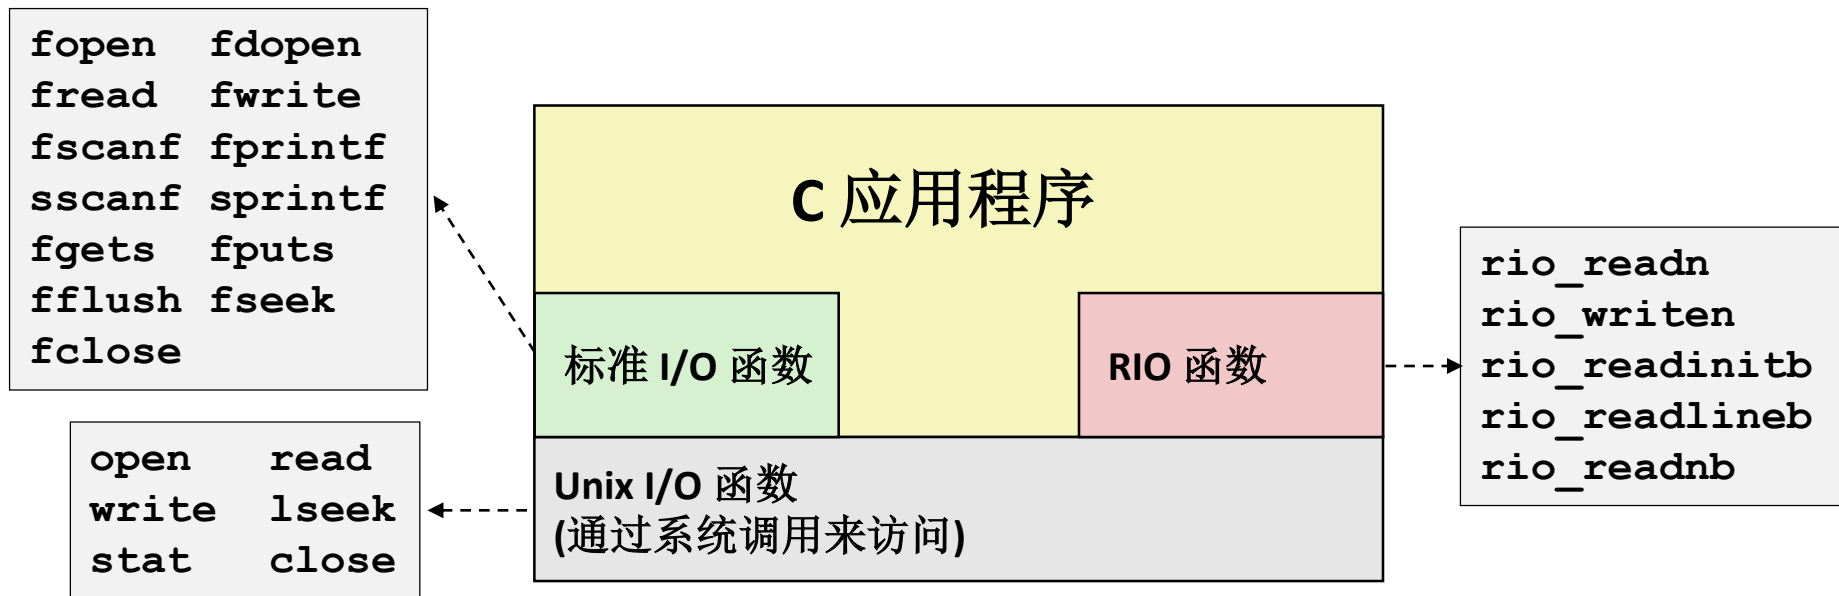 fopen fdopen
fread fwrite
fscanf fprintf
sscanf sprintf
fgets fputs
fflush fseek
fclose
open read
write lseek
stat close
C 应用程序
标准 I/O 函数
RIO 函数
Unix I/O 函数
(通过系统调用来访问)
rio_readn
rio_writen
rio_readinitb
rio_readlineb
rio_readnb